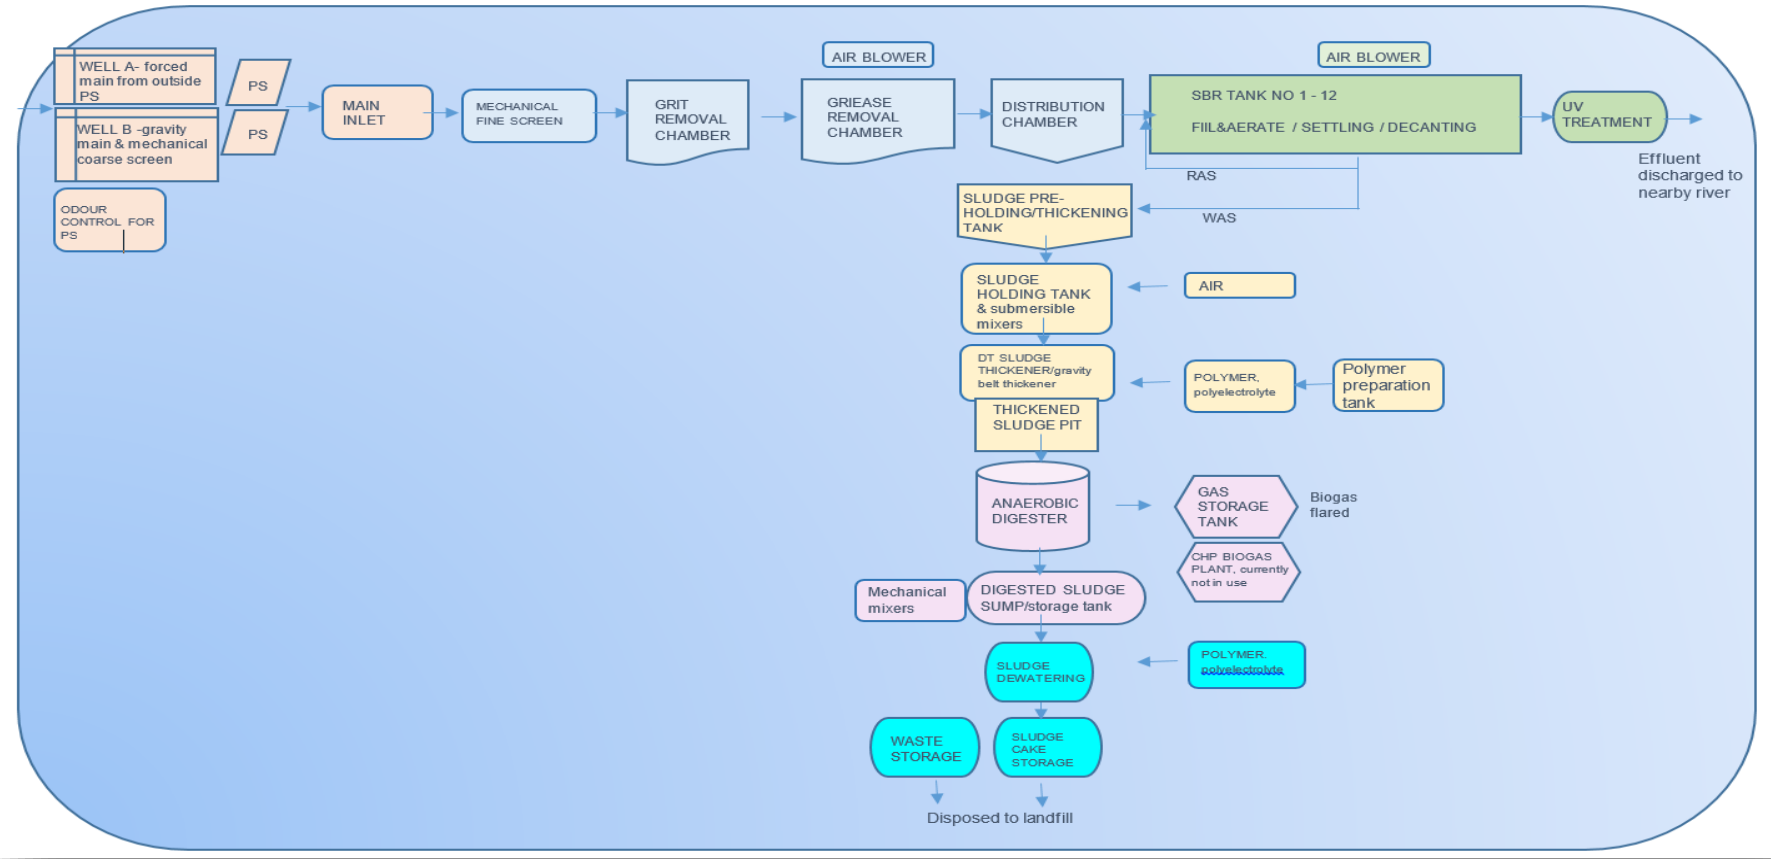 AIR BLOWER
AIR BLOWER
WELL A- forced
main from outside
PS
PS
WELL B -gravity
main & mechanical
coarse screen
PS
ODOUR
CONTROL FOR
PS
MAIN
INLET
MECHANICAL
FINE SCREEN
GRIT
REMOVAL
CHAMBER
GRIEASE
REMOVAL
CHAMBER
DISTRIBUTION
CHAMBER
SBR TANK NO 1 - 12
FIIL&AERATE / SETTLING / DECANTING
UV
TREATMENT
Effluent
discharged to
nearby river
RAS
WAS
SLUDGE PRE-
HOLDING/THICKENING
TANK
SLUDGE
HOLDING TANK
& submersible
mixers
AIR
DT SLUDGE
THICKENER/gravity
belt thickener
POLYMER,
polyelectrolyte
Polymer
preparation
tank
THICKENED
SLUDGE PIT
ANAEROBIC
DIGESTER
GAS
STORAGE
TANK
Biogas
flared
CHP BIOGAS
PLANT, currently
not in use
Mechanical
mixers
DIGESTED SLUDGE
SUMP/storage tank
SLUDGE
DEWATERING
POLYMER.
polyelectrolyte
WASTE
STORAGE
SLUDGE
CAKE
STORAGE
Disposed to landfill